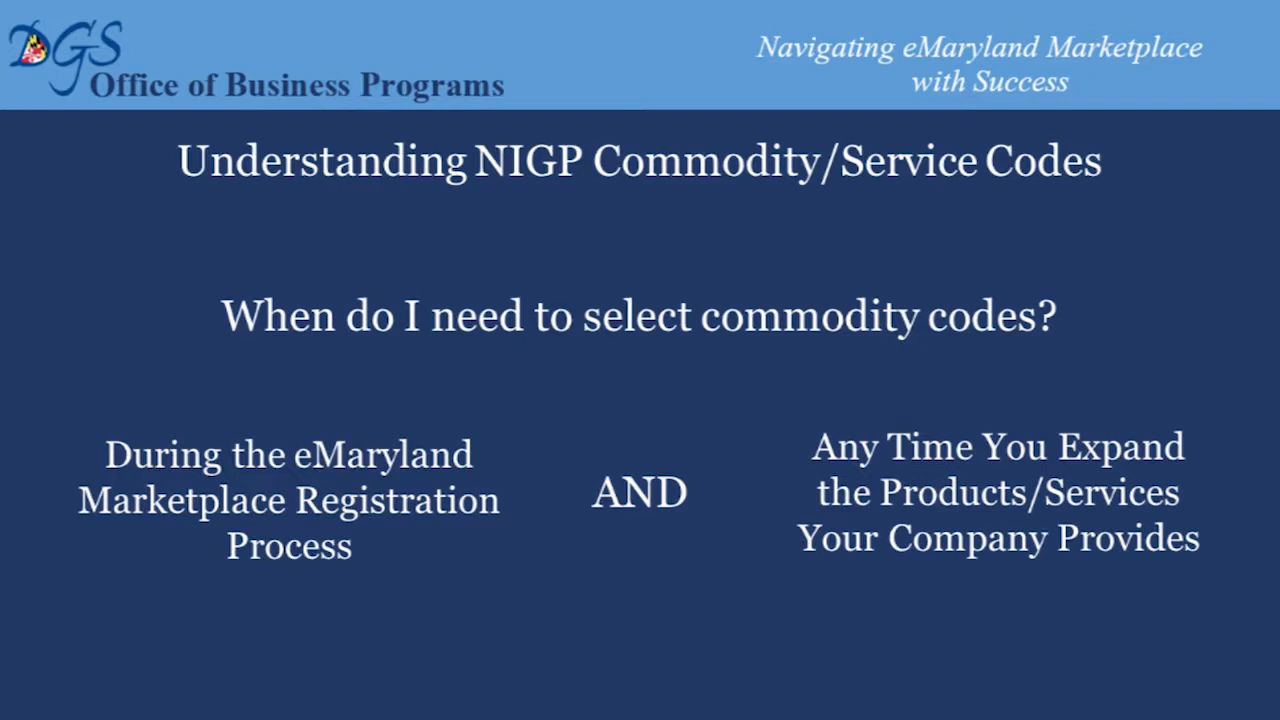 DGS
Office of Business Programs
Navigating eMaryland Marketplace
with Success
Understanding NIGP Commodity/Service Codes
When do I need to select commodity codes?
During the eMaryland
Marketplace Registration
Process
AND
Any Time You Expand
the Products/Services
Your Company Provides